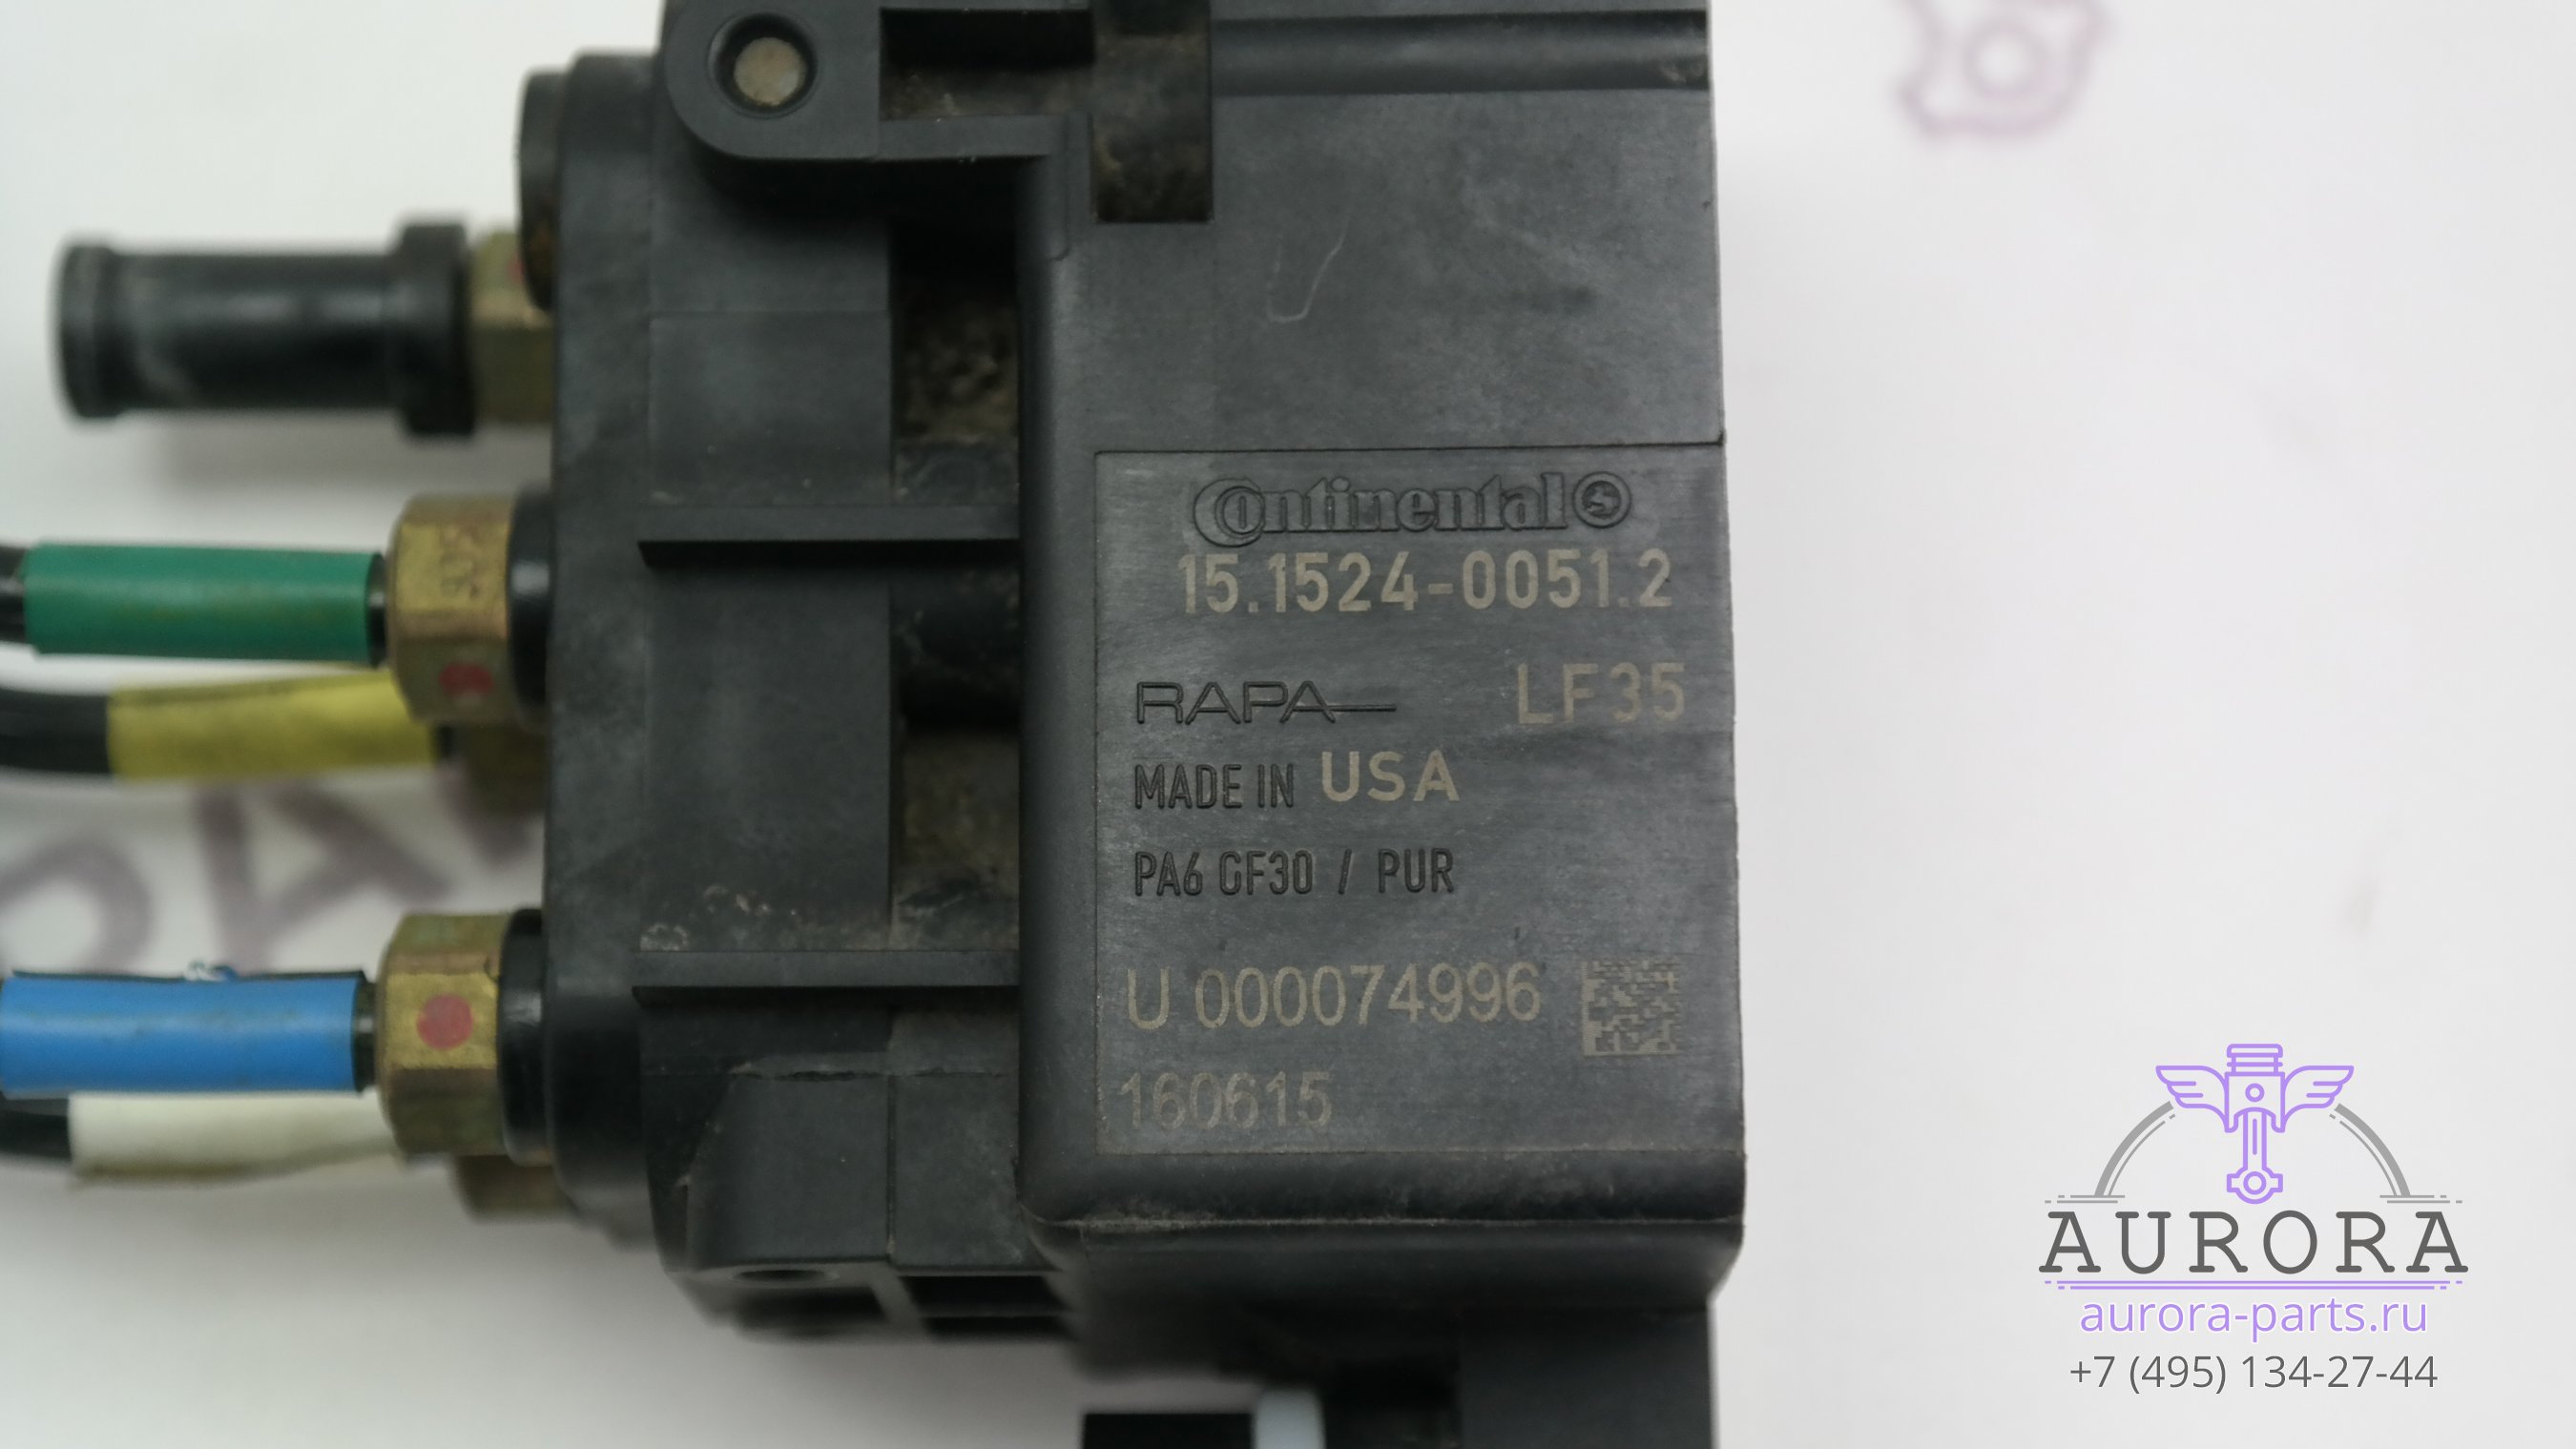 Continental
15.1524-0051.2
RAPA LF35
MADE IN USA
PA6 GF30 / PUR
U 000074996
160615
AURORA
aurora-parts.ru
+7 (495) 134-27-44